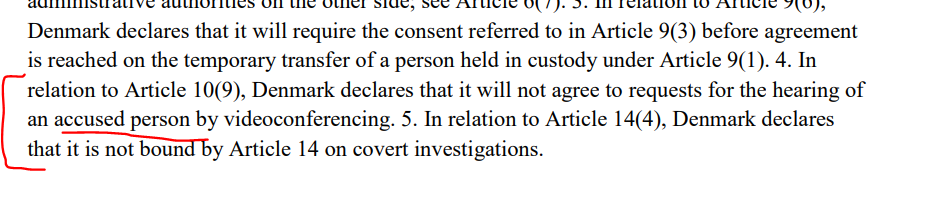 administrative authorities on the other side, see Article 6(7). 3. In relation to Article 9(6),
Denmark declares that it will require the consent referred to in Article 9(3) before agreement
is reached on the temporary transfer of a person held in custody under Article 9(1). 4. In
relation to Article 10(9), Denmark declares that it will not agree to requests for the hearing of
an accused person by videoconferencing. 5. In relation to Article 14(4), Denmark declares
that it is not bound by Article 14 on covert investigations.